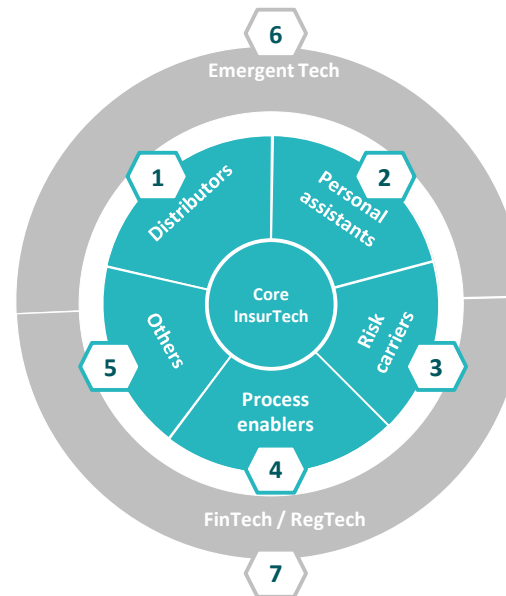 6
Emergent Tech
1
Distributors
2
Personal
assistants
Core
InsurTech
Others
5
Risk
carriers
3
Process
enablers
4
FinTech / RegTech
7